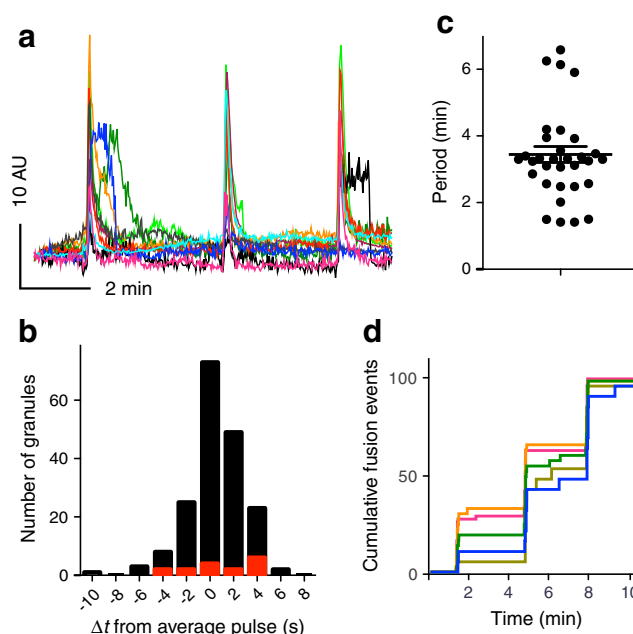 a
10 AU
2 min
b
Number of granules
60
40
20
0
-10 -8 -6 -4 -2 0 2 4 6 8
Δt from average pulse (s)
c
Period (min)
6
4
2
0
d
Cumulative fusion events
100
50
0
2 4 6 8 10
Time (min)